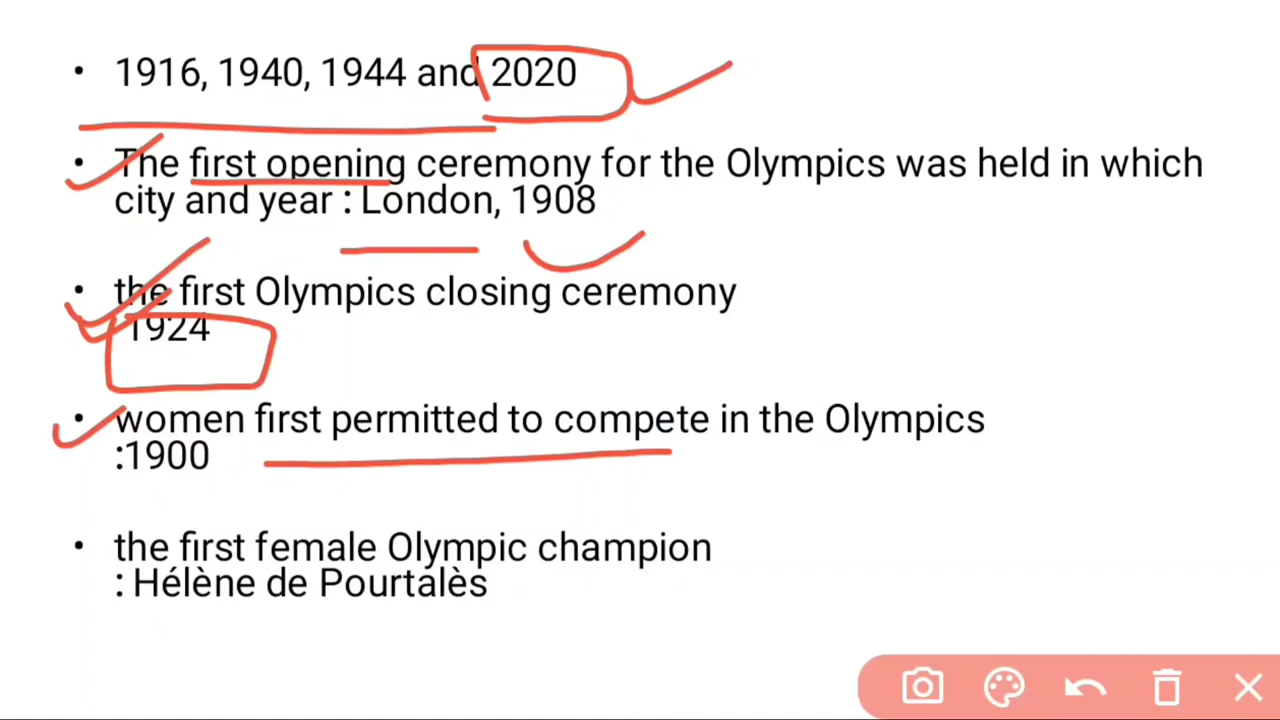 • 1916, 1940, 1944 and 2020
• The first opening ceremony for the Olympics was held in which
city and year : London, 1908
• the first Olympics closing ceremony
1924
• women first permitted to compete in the Olympics
:1900
• the first female Olympic champion
: Hélène de Pourtalès